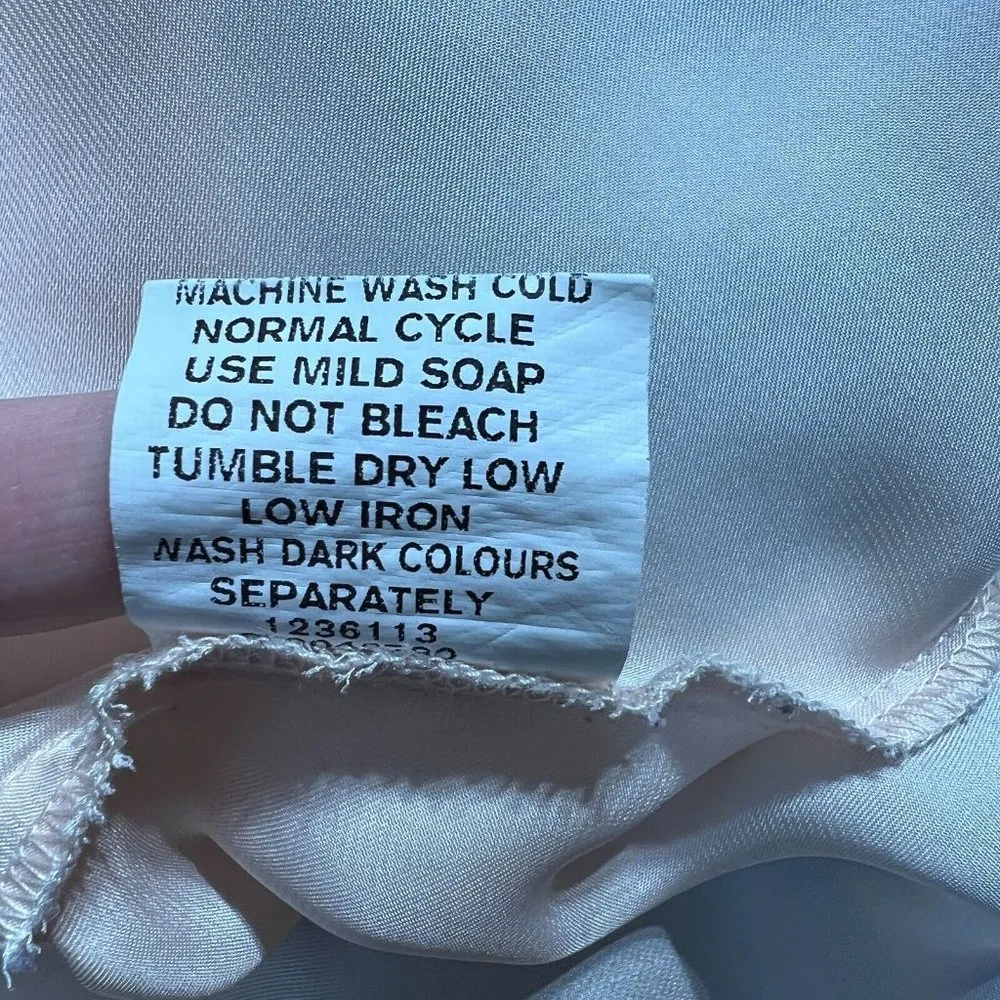 MACHINE WASH COLD
NORMAL CYCLE
USE MILD SOAP
DO NOT BLEACH
TUMBLE DRY LOW
LOW IRON
WASH DARK COLOURS
SEPARATELY
1236113